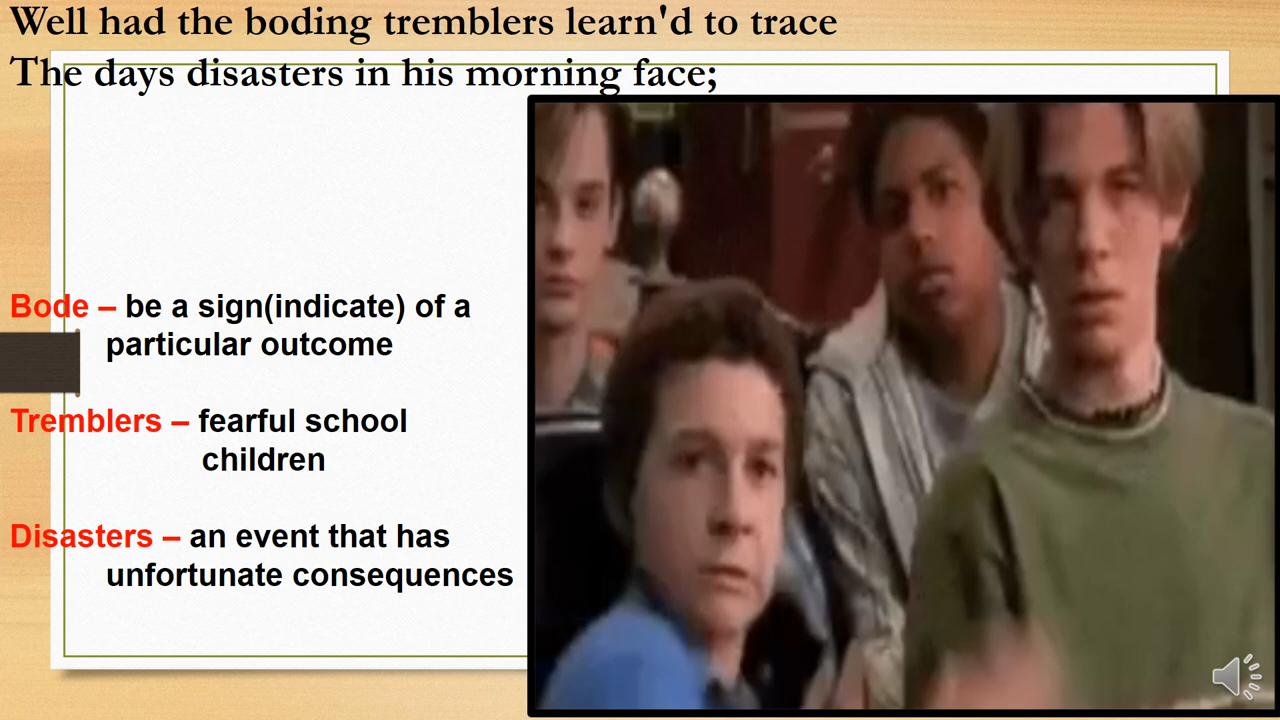 Well had the boding tremblers learn'd to trace
The days disasters in his morning face;
Bode – be a sign(indicate) of a
particular outcome
Tremblers – fearful school
children
Disasters – an event that has
unfortunate consequences